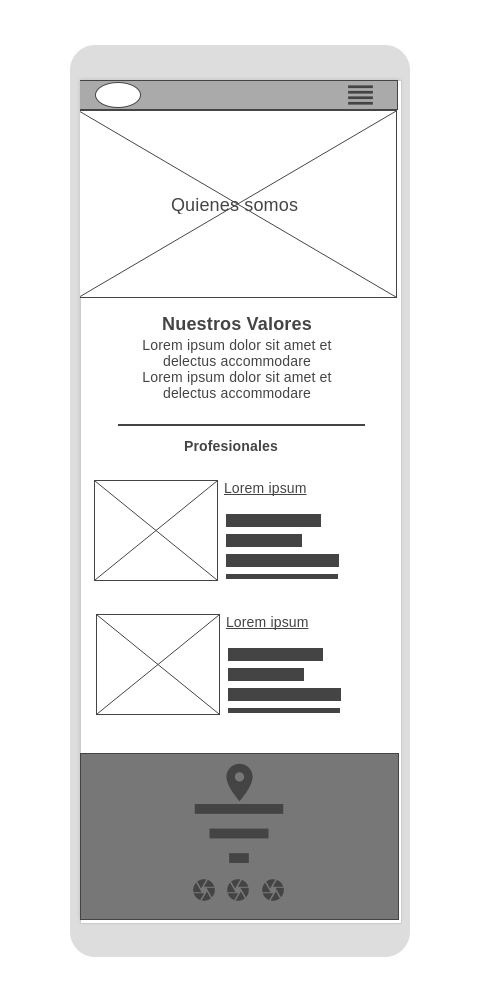 Quienes somos
Nuestros Valores
Lorem ipsum dolor sit amet et
delectus accommodare
Lorem ipsum dolor sit amet et
delectus accommodare
Profesionales
Lorem ipsum
Lorem ipsum